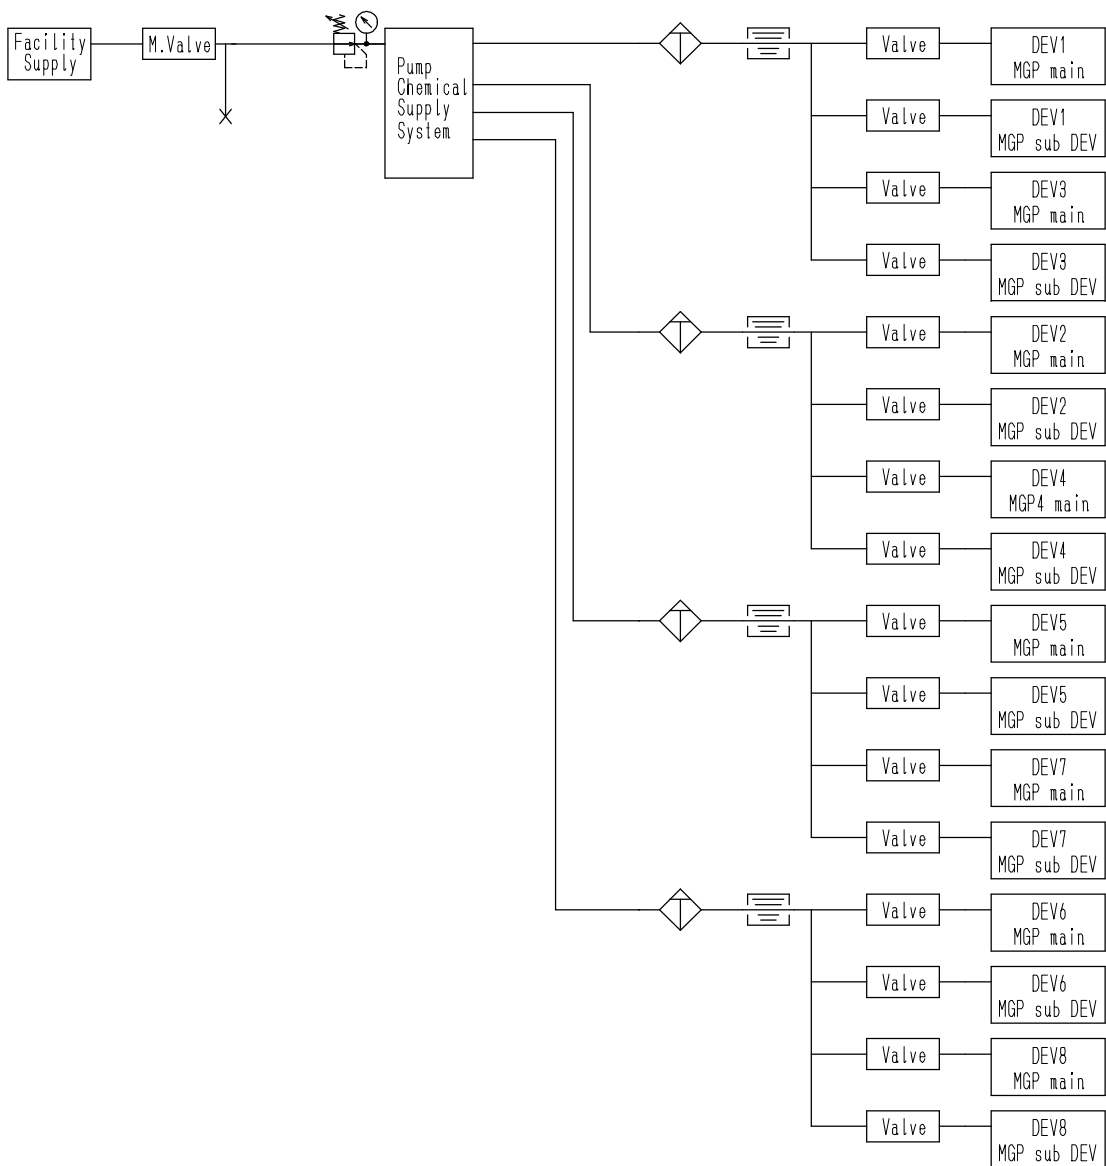 Facility
Supply
M.Valve
Pump
Chemical
Supply
System
Valve
DEV1
MGP main
Valve
DEV1
MGP sub DEV
Valve
DEV3
MGP main
Valve
DEV3
MGP sub DEV
Valve
DEV2
MGP main
Valve
DEV2
MGP sub DEV
Valve
DEV4
MGP4 main
Valve
DEV4
MGP sub DEV
Valve
DEV5
MGP main
Valve
DEV5
MGP sub DEV
Valve
DEV7
MGP main
Valve
DEV7
MGP sub DEV
Valve
DEV6
MGP main
Valve
DEV6
MGP sub DEV
Valve
DEV8
MGP main
Valve
DEV8
MGP sub DEV